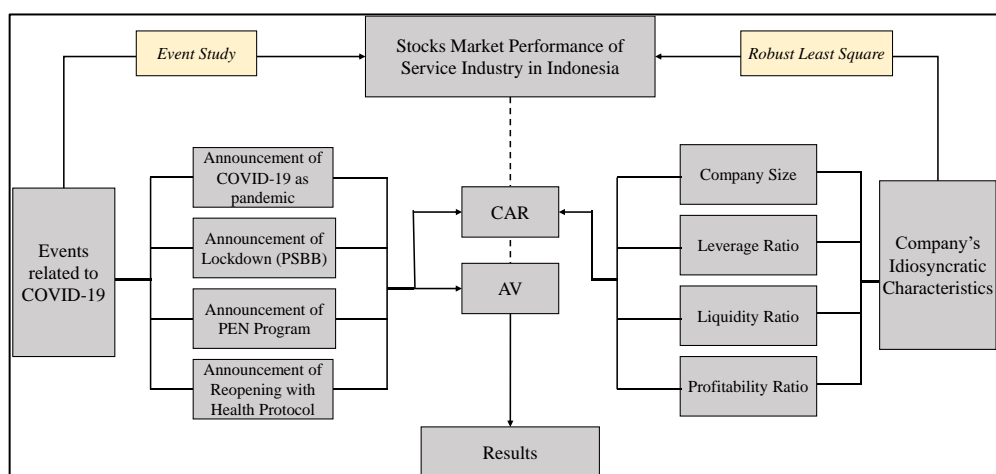 Event Study
Stocks Market Performance of
Service Industry in Indonesia
Robust Least Square
Events
related to
COVID-19
Announcement of
COVID-19 as
pandemic
Announcement of
Lockdown (PSBB)
Announcement of
PEN Program
Announcement of
Reopening with
Health Protocol
CAR
AV
Results
Company Size
Leverage Ratio
Liquidity Ratio
Profitability Ratio
Company's
Idiosyncratic
Characteristics